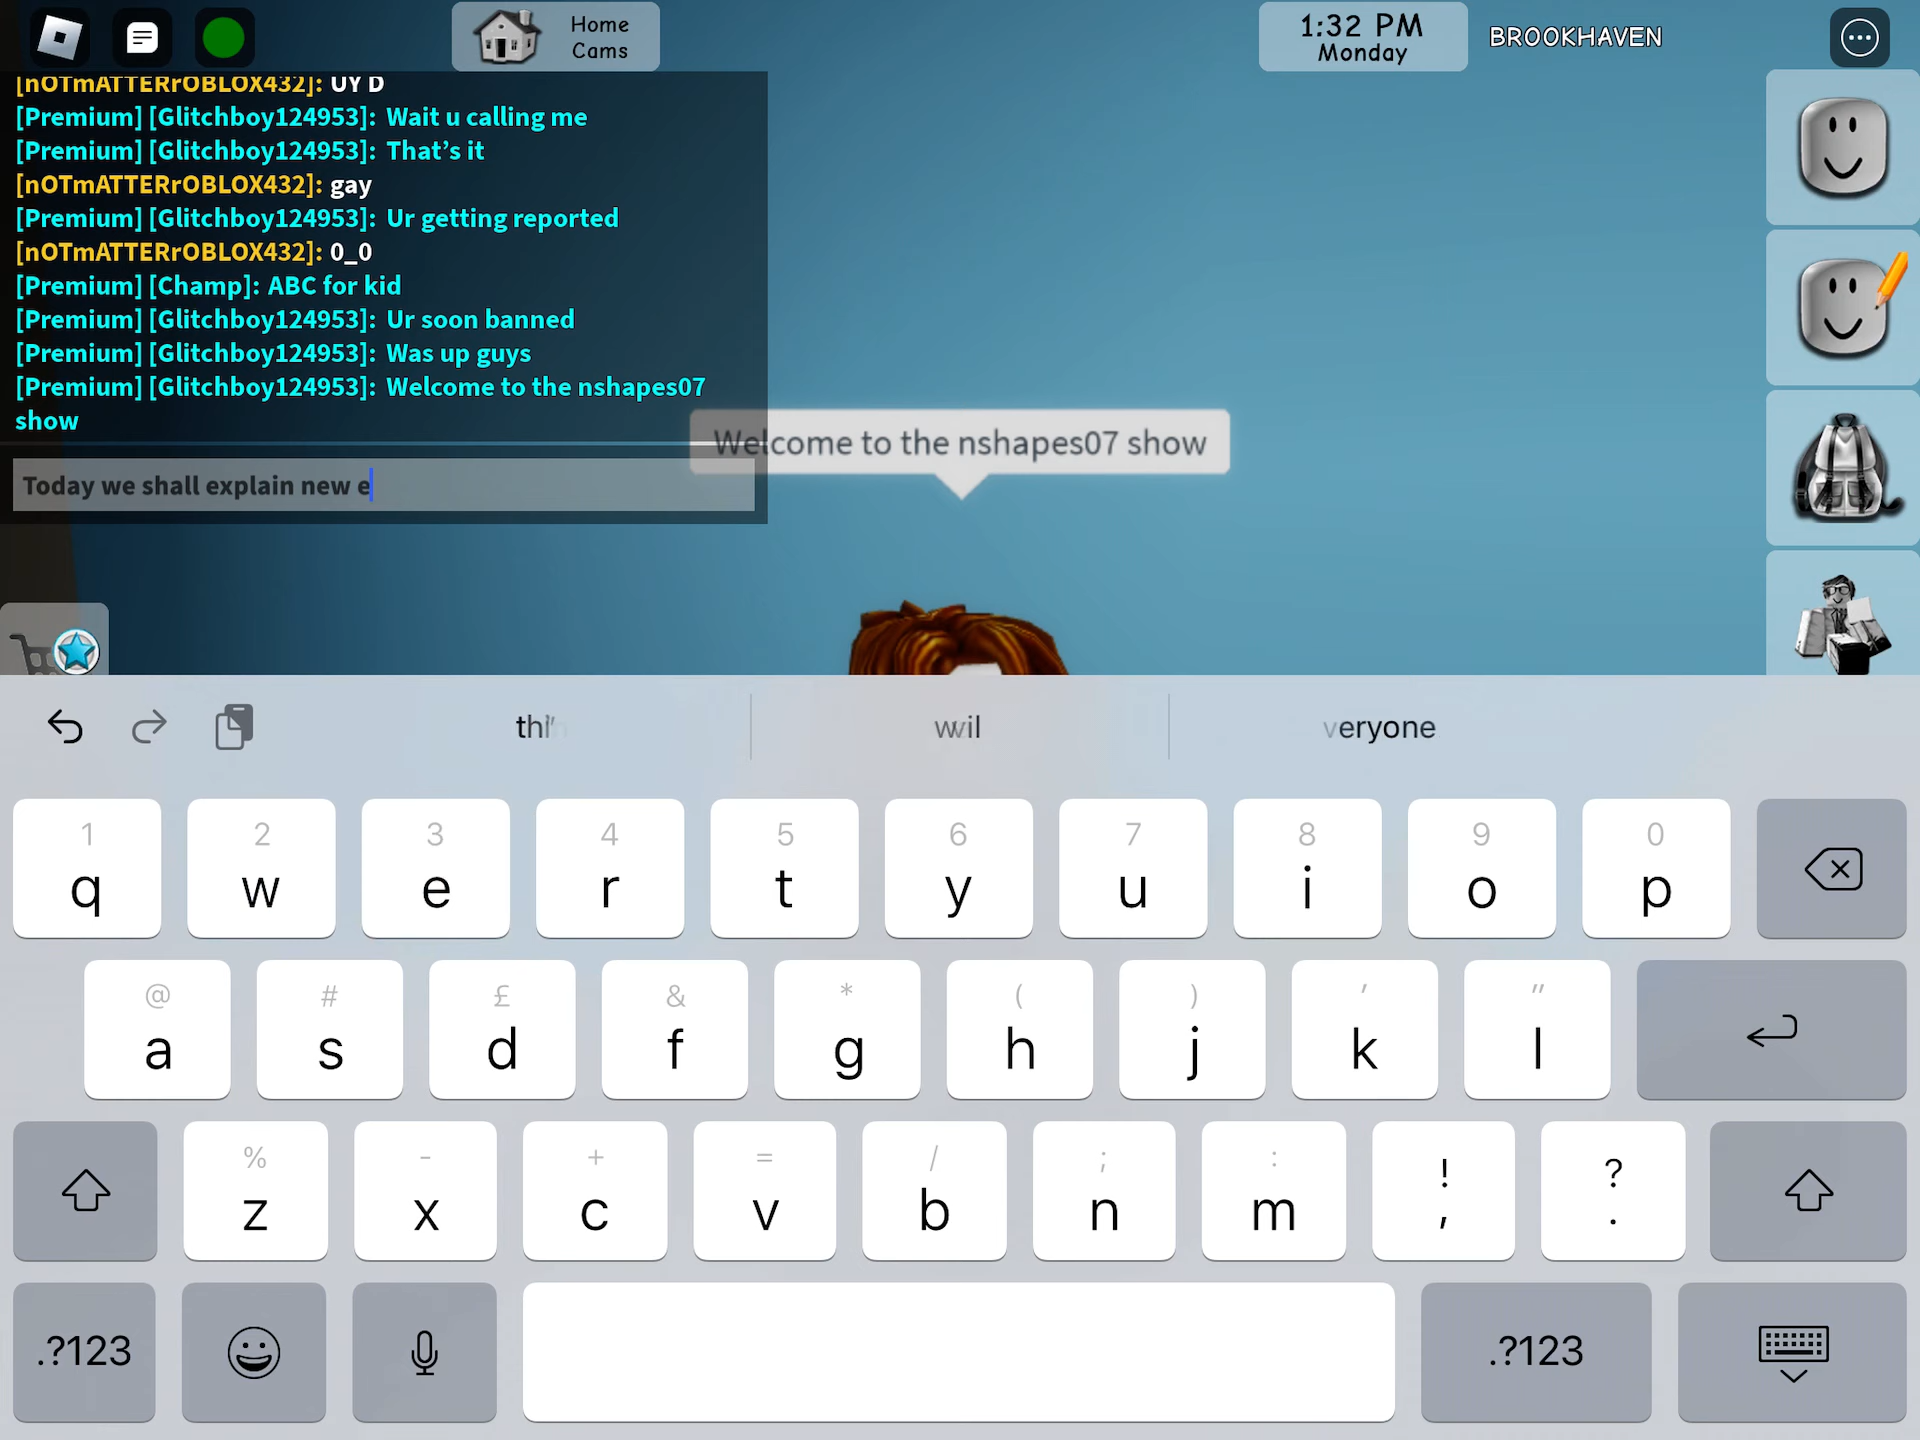 Home
Cams
1:32 PM
Monday
BROOKHAVEN
[nOTmATTERrOBLOX432]: UY D
[Premium] [Glitchboy124953]: Wait u calling me
[Premium] [Glitchboy124953]: That's it
[nOTmATTERrOBLOX432]: gay
[Premium] [Glitchboy124953]: Ur getting reported
[nOTmATTERrOBLOX432]: 0_0
[Premium] [Champ]: ABC for kid
[Premium] [Glitchboy124953]: Ur soon banned
[Premium] [Glitchboy124953]: Was up guys
[Premium] [Glitchboy124953]: Welcome to the nshapes07
show
Welcome to the nshapes07 show
Today we shall explain new e
veryone
1 2 3 4 5 6 7 8 9 0
q w e r t y u i o p
@ # £ & * ( ) ' "
a s d f g h j k l
% - + = / ; : ! ?
z x c v b n m , .
.?123 .?123